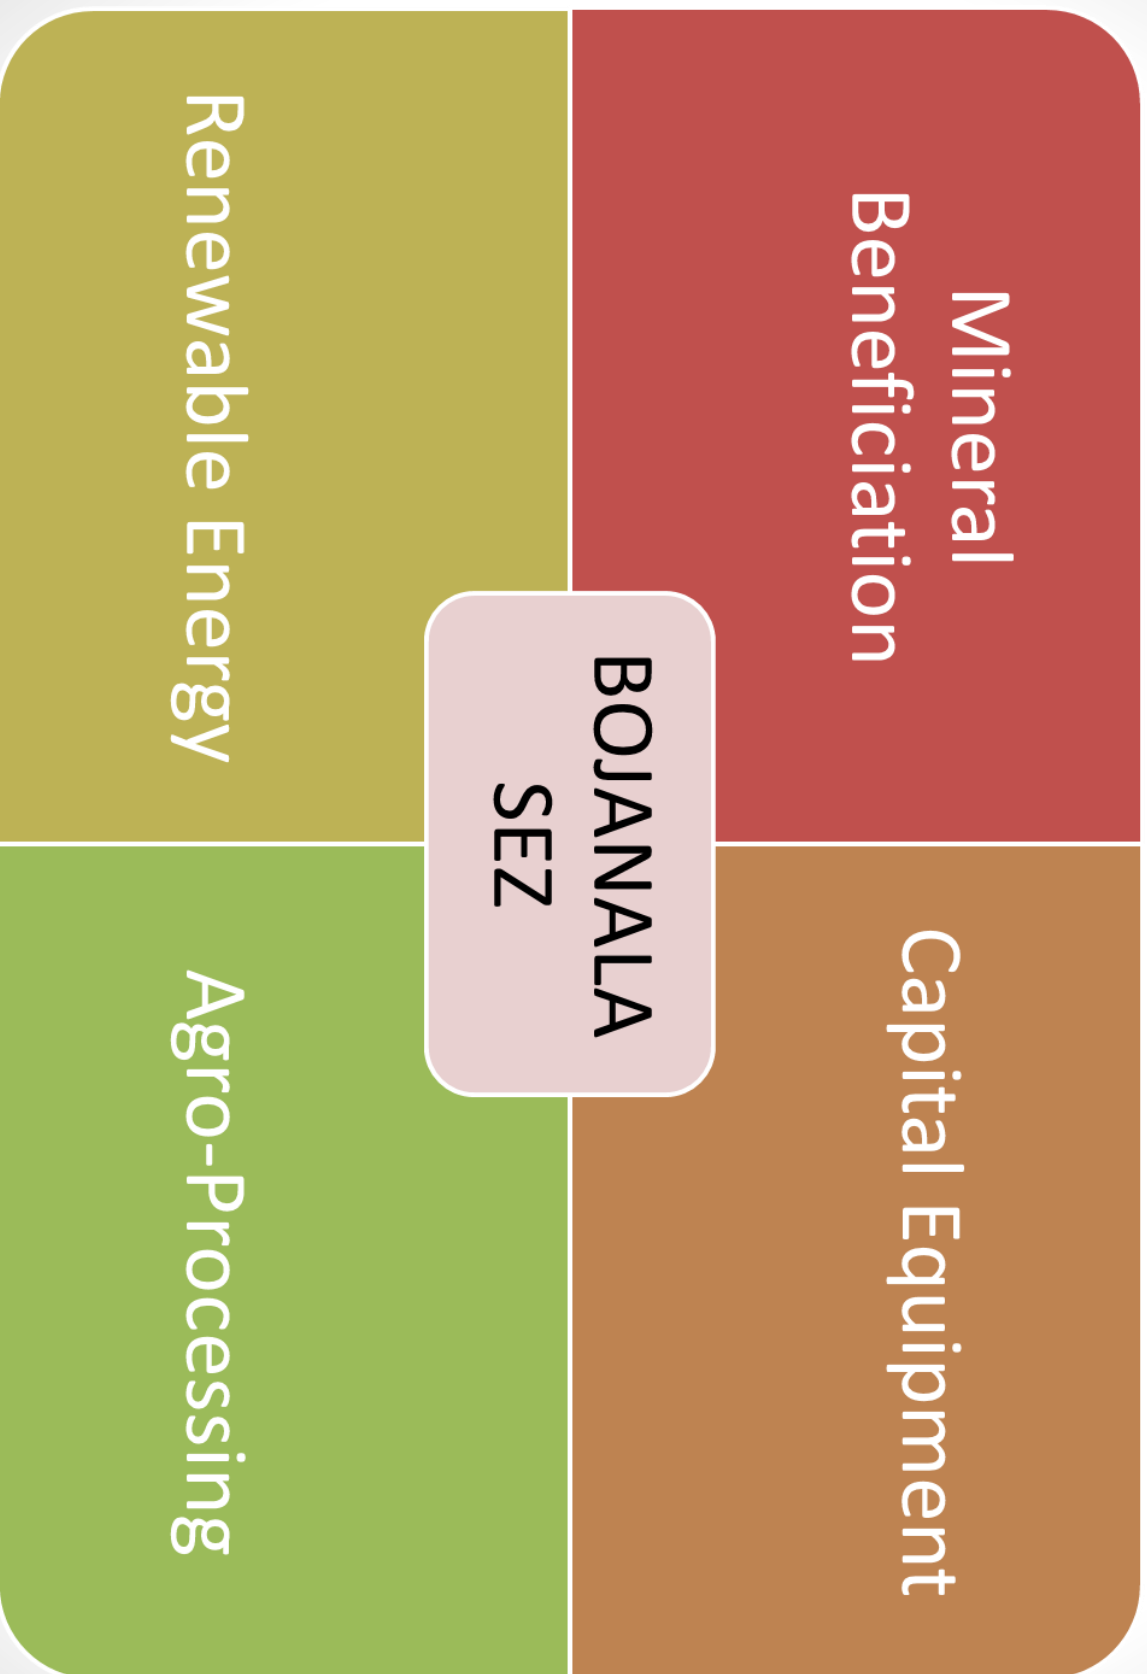 Mineral
Beneficiation
Capital Equipment
BOJANALA
SEZ
Renewable Energy
Agro-Processing